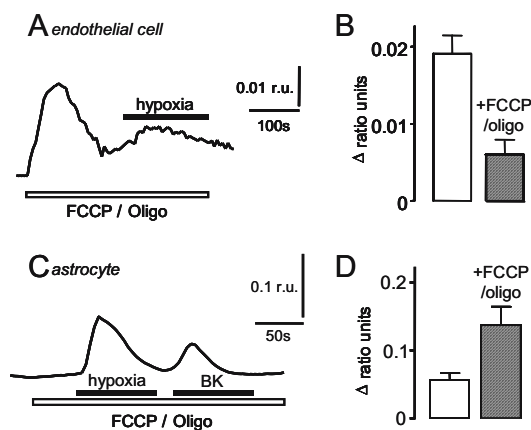 A endothelial cell
0.01 r.u.
hypoxia
100s
FCCP / Oligo
B
Δ ratio units
0.02
0.01
0
+FCCP
/oligo
C astrocyte
0.1 r.u.
50s
hypoxia
BK
FCCP / Oligo
D
Δ ratio units
0.2
0.1
0
+FCCP
/oligo